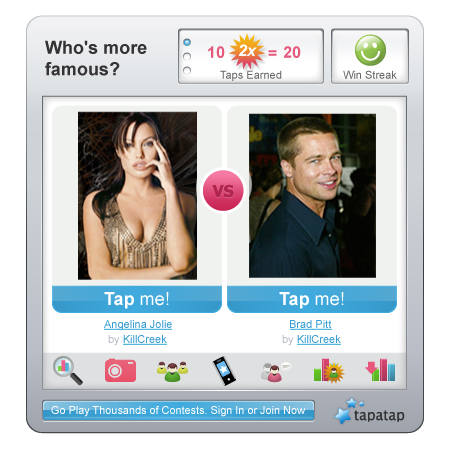 Who's more
famous?
10 2x = 20
Taps Earned
Win Streak
VS
Tap me!
Tap me!
Angelina Jolie
by KillCreek
Brad Pitt
by KillCreek
Go Play Thousands of Contests. Sign In or Join Now
tapatap